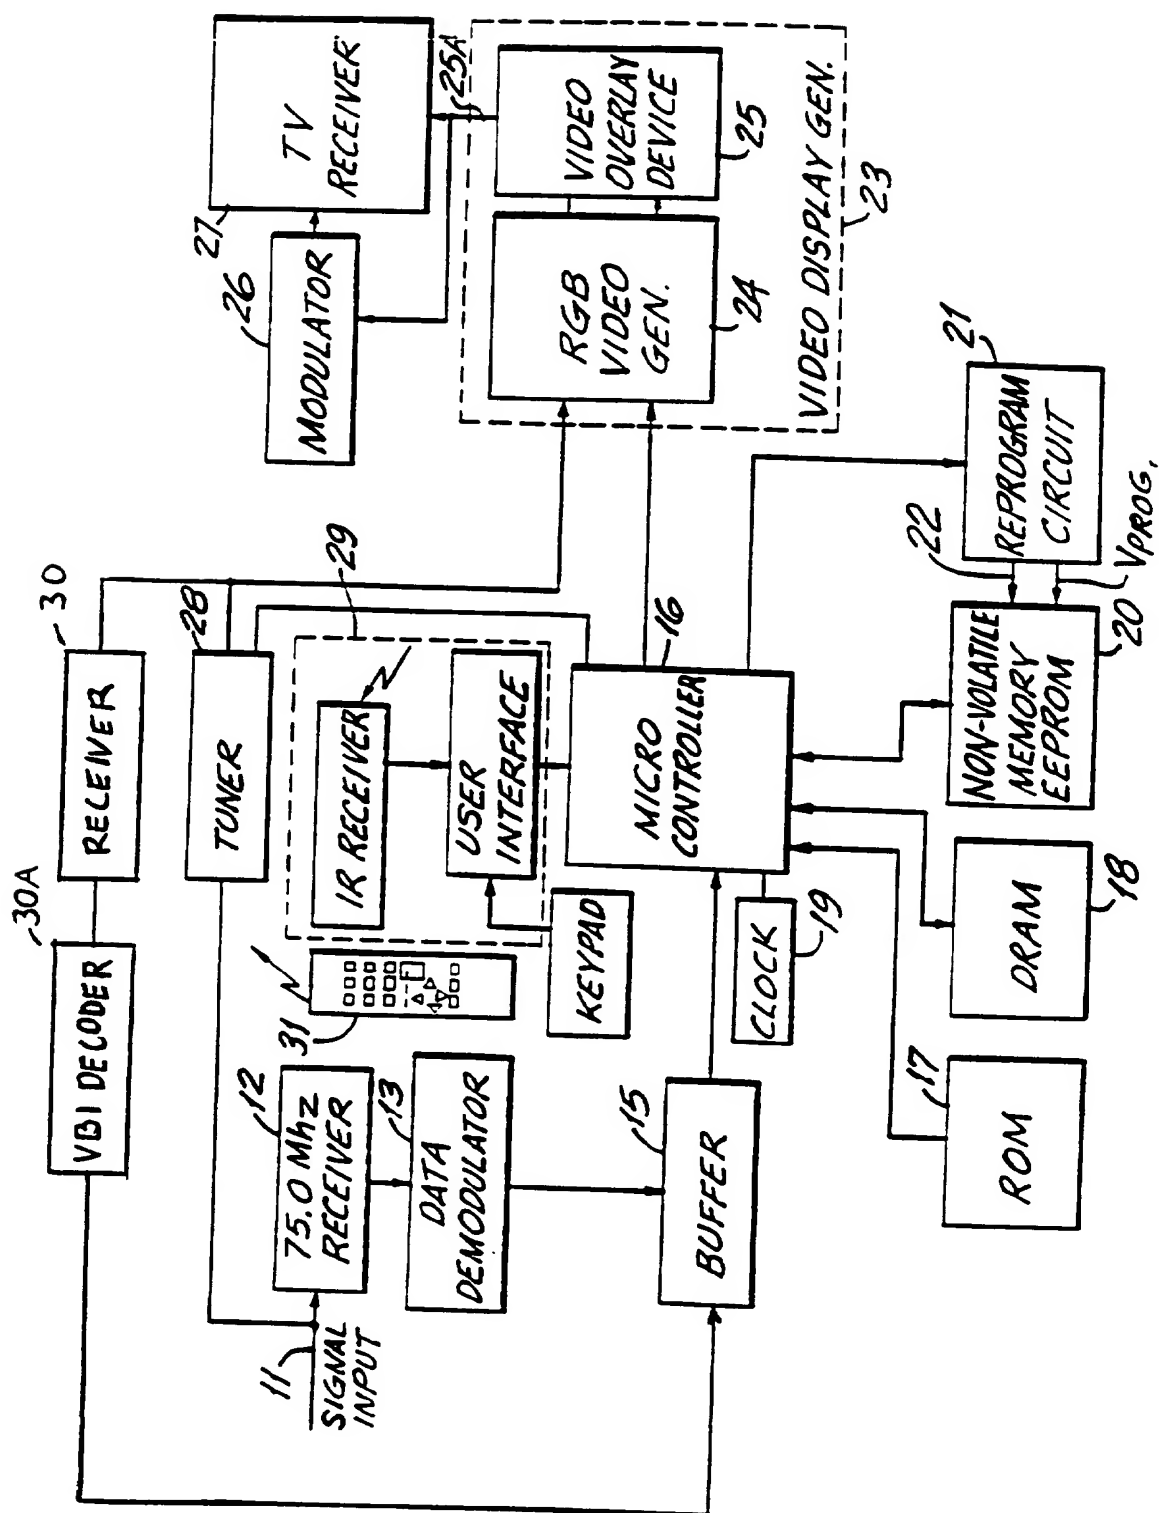 30A
VBI DECODER
30
RECEIVER
28
TUNER
11
SIGNAL
INPUT
12
75.0 Mhz
RECEIVER
13
DATA
DEMODULATOR
31
29
IR RECEIVER
USER
INTERFACE
KEYPAD
15
BUFFER
16
MICRO
CONTROLLER
CLOCK
19
17
ROM
DRAM
18
NON-VOLATILE
MEMORY
EEPROM
20
22
VPROG.
21
REPROGRAM
CIRCUIT
26
MODULATOR
27
TV
RECEIVER
25A
RGB
VIDEO
GEN.
24
VIDEO
OVERLAY
DEVICE
25
VIDEO DISPLAY GEN.
23